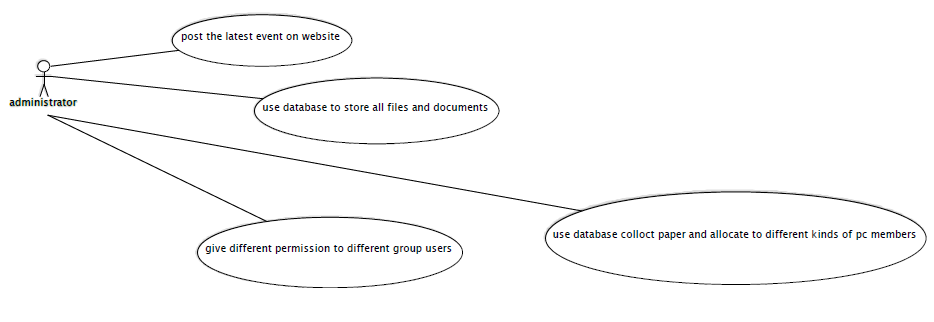 post the latest event on website
administrator
use database to store all files and documents
use database colloct paper and allocate to different kinds of pc members
give different permission to different group users